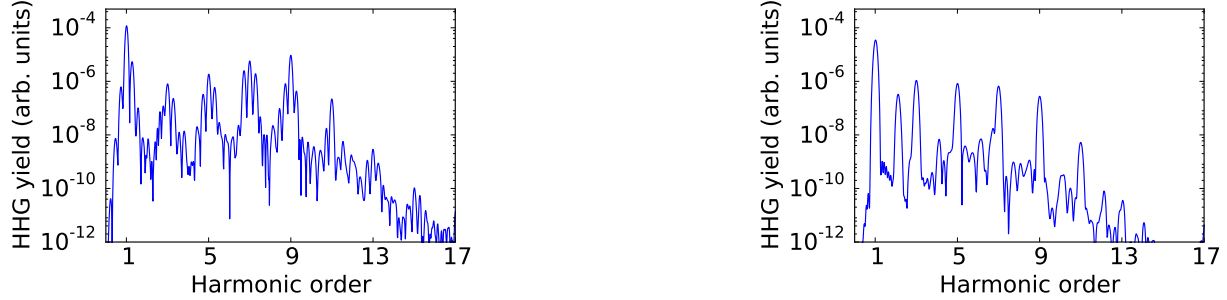 HHG yield (arb. units)
10⁻⁴
10⁻⁶
10⁻⁸
10⁻¹⁰
10⁻¹²
1 5 9 13 17
Harmonic order
HHG yield (arb. units)
10⁻⁴
10⁻⁶
10⁻⁸
10⁻¹⁰
10⁻¹²
1 5 9 13 17
Harmonic order